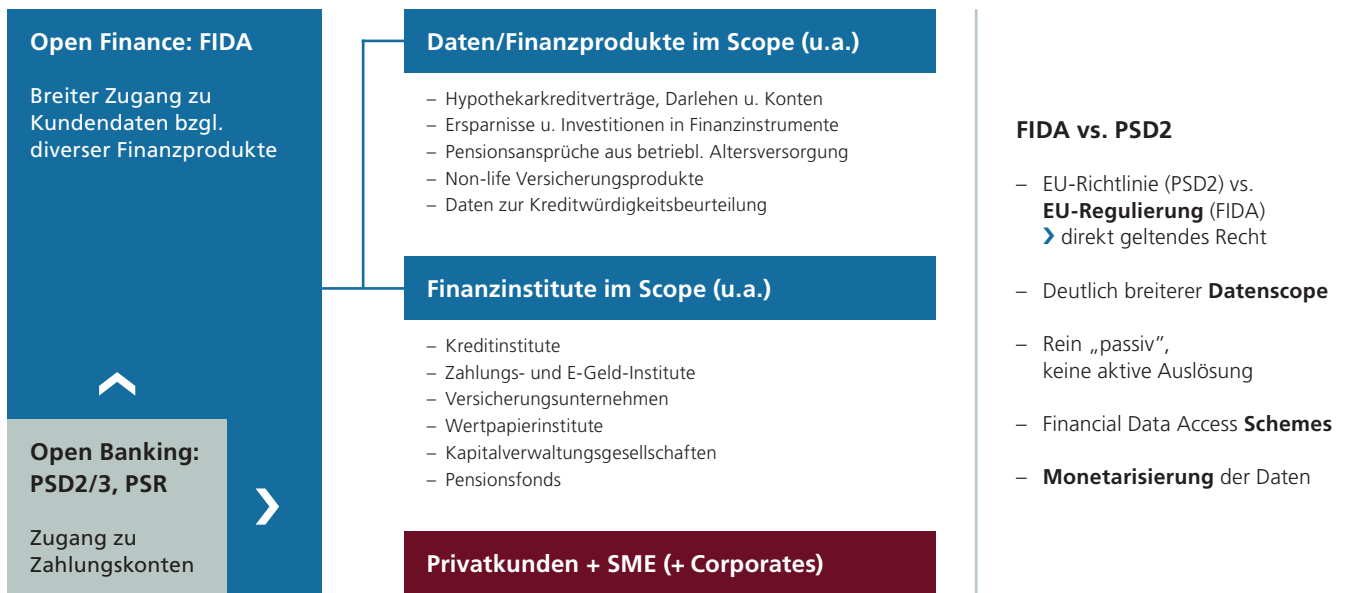 Open Finance: FIDA
Breiter Zugang zu
Kundendaten bzgl.
diverser Finanzprodukte
Open Banking:
PSD2/3, PSR
Zugang zu
Zahlungskonten
Daten/Finanzprodukte im Scope (u.a.)
– Hypothekarkreditverträge, Darlehen u. Konten
– Ersparnisse u. Investitionen in Finanzinstrumente
– Pensionsansprüche aus betriebl. Altersversorgung
– Non-life Versicherungsprodukte
– Daten zur Kreditwürdigkeitsbeurteilung
Finanzinstitute im Scope (u.a.)
– Kreditinstitute
– Zahlungs- und E-Geld-Institute
– Versicherungsunternehmen
– Wertpapierinstitute
– Kapitalverwaltungsgesellschaften
– Pensionsfonds
Privatkunden + SME (+ Corporates)
FIDA vs. PSD2
– EU-Richtlinie (PSD2) vs.
EU-Regulierung (FIDA)
› direkt geltendes Recht
– Deutlich breiterer Datenscope
– Rein „passiv”,
keine aktive Auslösung
– Financial Data Access Schemes
– Monetarisierung der Daten